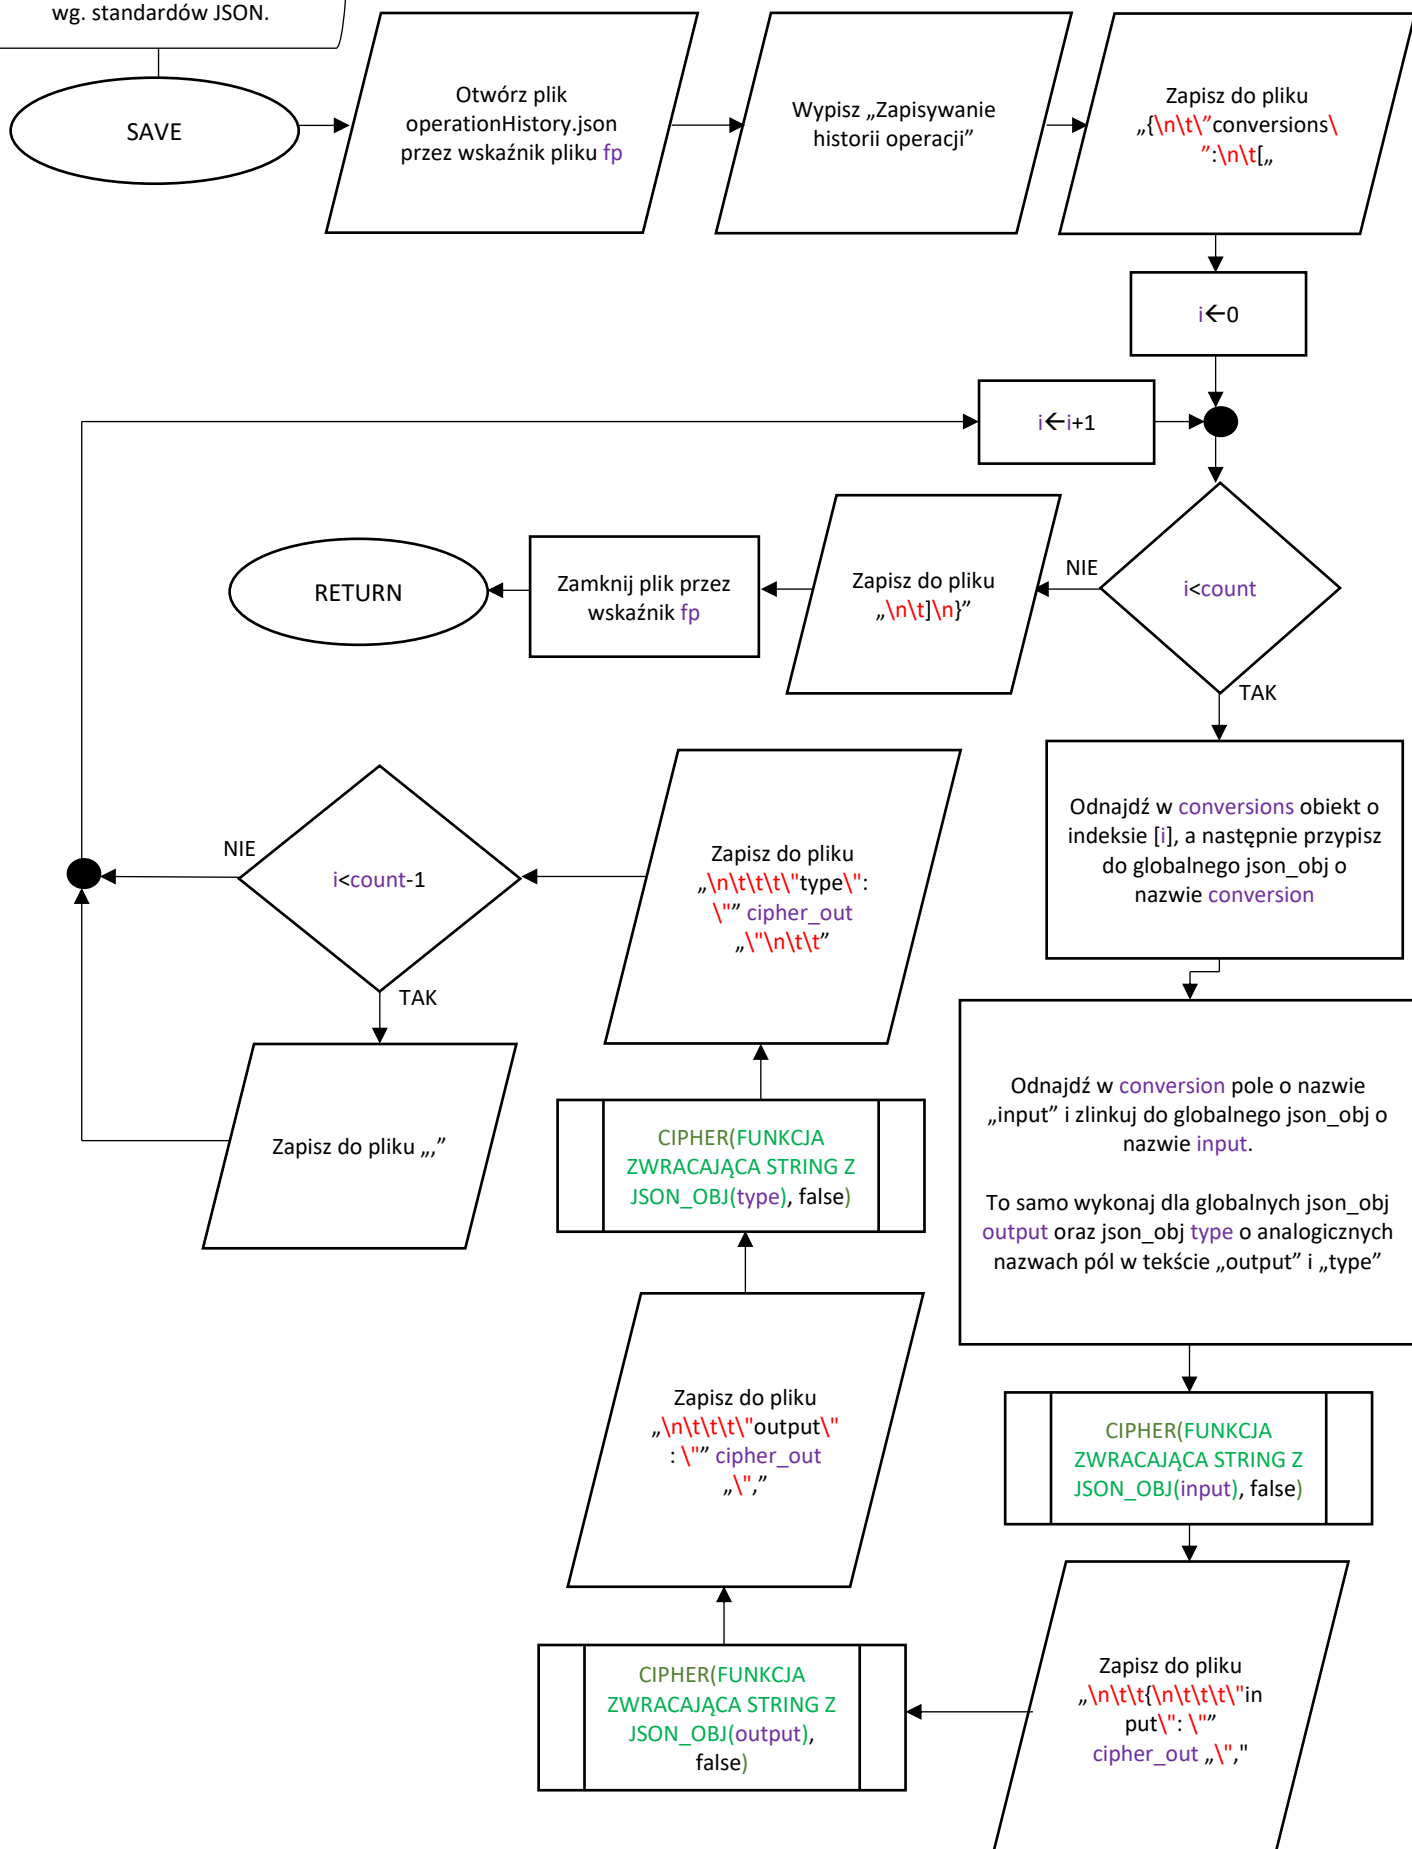 wg. standardów JSON.
SAVE
Otwórz plik
operationHistory.json
przez wskaźnik pliku fp
Wypisz „Zapisywanie
historii operacji”
Zapisz do pliku
„{\n\t\”conversions\
”:\n\t[„
i←0
i←i+1
i<count
NIE
TAK
Zapisz do pliku
„\n\t]\n}”
Zamknij plik przez
wskaźnik fp
RETURN
Odnajdź w conversions obiekt o
indeksie [i], a następnie przypisz
do globalnego json_obj o
nazwie conversion
Odnajdź w conversion pole o nazwie
„input” i zlinkuj do globalnego json_obj o
nazwie input.
To samo wykonaj dla globalnych json_obj
output oraz json_obj type o analogicznych
nazwach pól w tekście „output” i „type”
CIPHER(FUNKCJA
ZWRACAJĄCA STRING Z
JSON_OBJ(input), false)
Zapisz do pliku
„\n\t\t{\n\t\t\t\"in
put\": \"”
cipher_out „\","
CIPHER(FUNKCJA
ZWRACAJĄCA STRING Z
JSON_OBJ(output),
false)
Zapisz do pliku
„\n\t\t\t\"output\"
: \"” cipher_out
„\",”
CIPHER(FUNKCJA
ZWRACAJĄCA STRING Z
JSON_OBJ(type), false)
Zapisz do pliku
„\n\t\t\t\"type\":
\"” cipher_out
„\"\n\t\t”
i<count-1
NIE
TAK
Zapisz do pliku „,”